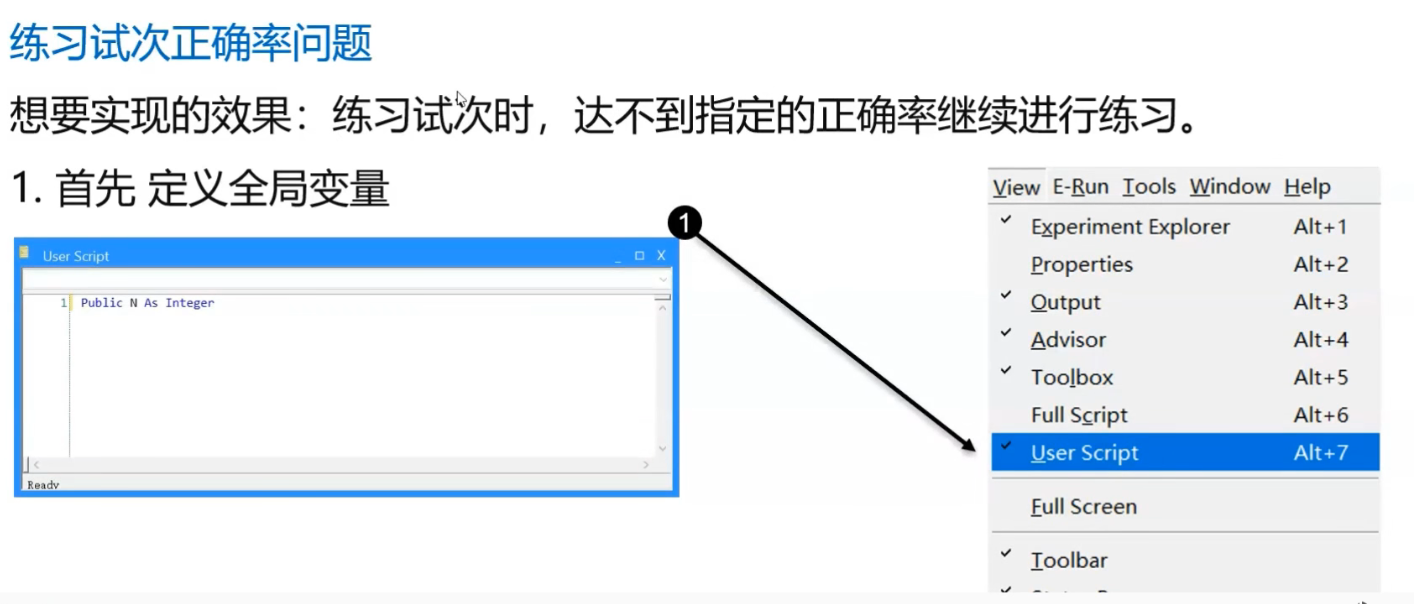 练习试次正确率问题
想要实现的效果：练习试次时，达不到指定的正确率继续进行练习。
1. 首先 定义全局变量
User Script
1 Public N As Integer
Ready
1
View E-Run Tools Window Help
Experiment Explorer Alt+1
Properties Alt+2
Output Alt+3
Advisor Alt+4
Toolbox Alt+5
Full Script Alt+6
User Script Alt+7
Full Screen
Toolbar